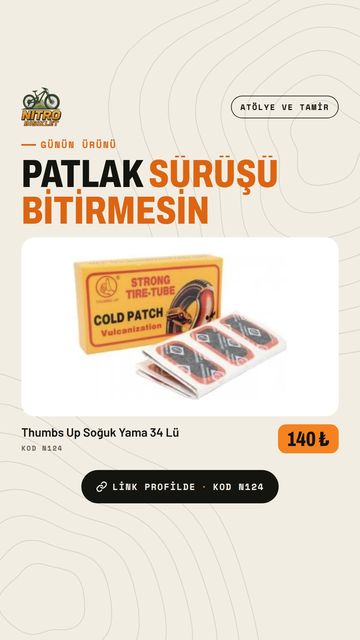 NITRO
BISIKLET
ATÖLYE VE TAMİR
GÜNÜN ÜRÜNÜ
PATLAK SÜRÜŞÜ
BİTİRMESİN
STRONG
TIRE-TUBE
COLD PATCH
Vulcanization
Thumbs Up Soğuk Yama 34 Lü
140 ₺
KOD N124
LİNK PROFİLDE · KOD N124